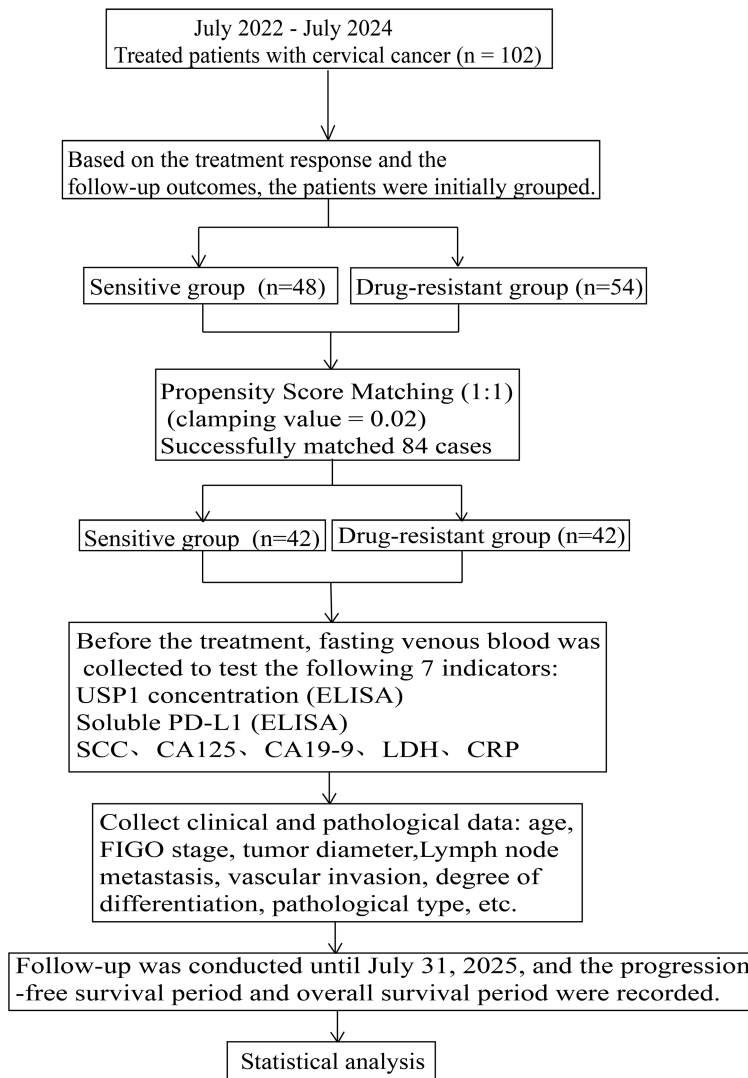 July 2022 - July 2024
Treated patients with cervical cancer (n = 102)
Based on the treatment response and the
follow-up outcomes, the patients were initially grouped.
Sensitive group (n=48)
Drug-resistant group (n=54)
Propensity Score Matching (1:1)
(clamping value = 0.02)
Successfully matched 84 cases
Sensitive group (n=42)
Drug-resistant group (n=42)
Before the treatment, fasting venous blood was
collected to test the following 7 indicators:
USP1 concentration (ELISA)
Soluble PD-L1 (ELISA)
SCC、CA125、CA19-9、LDH、CRP
Collect clinical and pathological data: age,
FIGO stage, tumor diameter,Lymph node
metastasis, vascular invasion, degree of
differentiation, pathological type, etc.
Follow-up was conducted until July 31, 2025, and the progression
-free survival period and overall survival period were recorded.
Statistical analysis